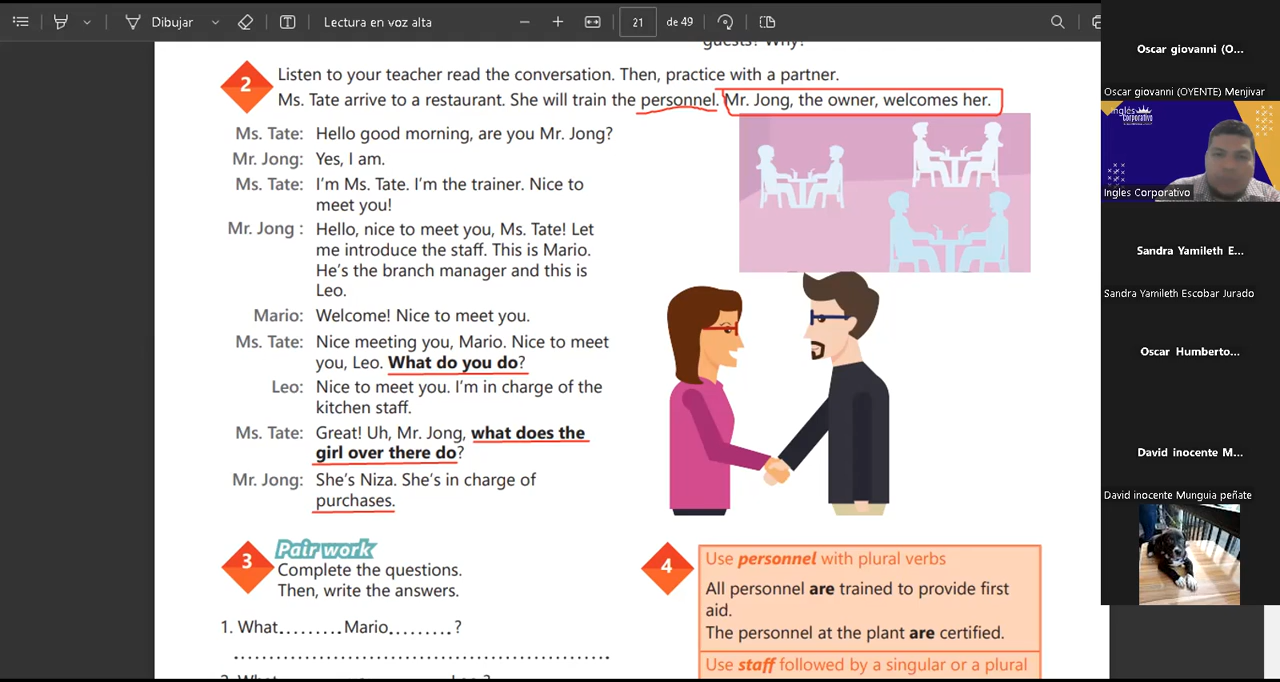 Dibujar
Lectura en voz alta
21
de 49
guests? Why?
2
Listen to your teacher read the conversation. Then, practice with a partner.
Ms. Tate arrive to a restaurant. She will train the personnel. Mr. Jong, the owner, welcomes her.
Ms. Tate: Hello good morning, are you Mr. Jong?
Mr. Jong: Yes, I am.
Ms. Tate: I'm Ms. Tate. I'm the trainer. Nice to
meet you!
Mr. Jong : Hello, nice to meet you, Ms. Tate! Let
me introduce the staff. This is Mario.
He's the branch manager and this is
Leo.
Mario: Welcome! Nice to meet you.
Ms. Tate: Nice meeting you, Mario. Nice to meet
you, Leo. What do you do?
Leo: Nice to meet you. I'm in charge of the
kitchen staff.
Ms. Tate: Great! Uh, Mr. Jong, what does the
girl over there do?
Mr. Jong: She's Niza. She's in charge of
purchases.
3
Pair work
Complete the questions.
Then, write the answers.
1. What......... Mario.........?
4
Use personnel with plural verbs
All personnel are trained to provide first
aid.
The personnel at the plant are certified.
Use staff followed by a singular or a plural
Oscar giovanni (O...
Oscar giovanni (OYENTE) Menjivar
Inglés
Corporativo
Ingles Corporativo
Sandra Yamileth E...
Sandra Yamileth Escobar Jurado
Oscar Humberto...
David inocente M...
David inocente Munguia peñate